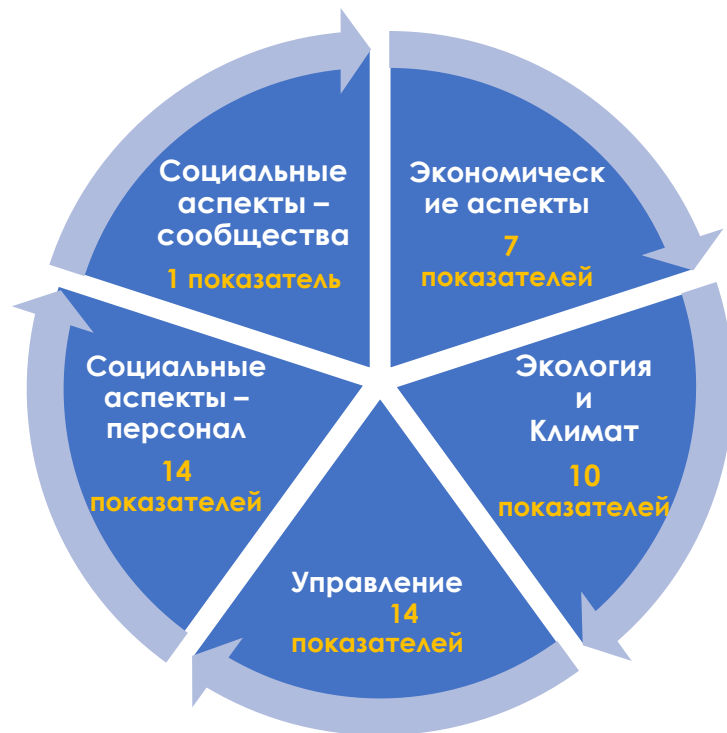 Социальные
аспекты –
сообщества
1 показатель
Экономическ
ие аспекты
7
показателей
Экология
и
Климат
10
показателей
Управление
14
показателей
Социальные
аспекты –
персонал
14
показателей